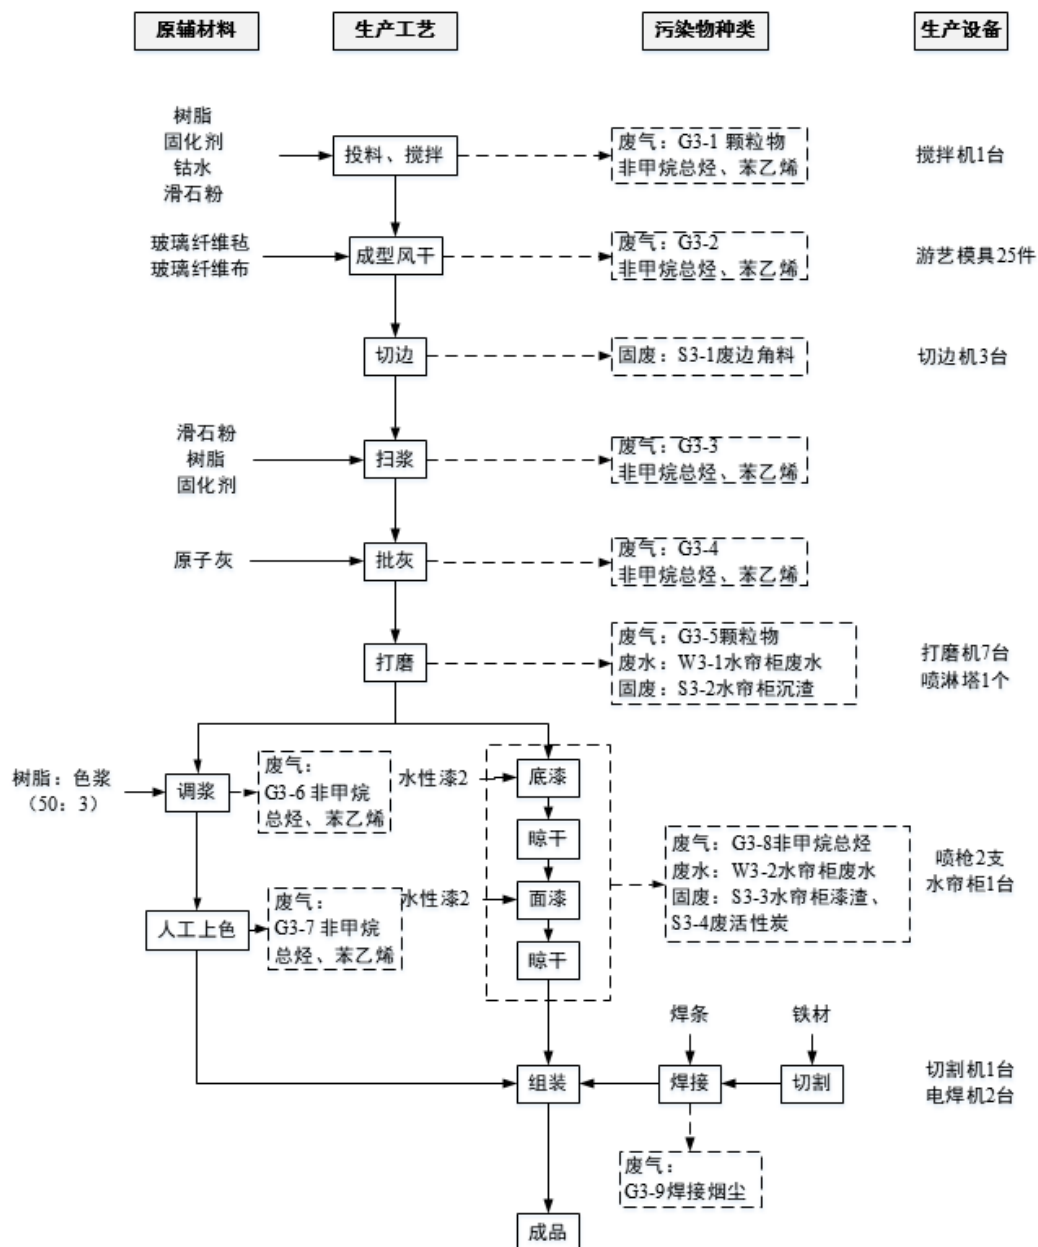 原辅材料
生产工艺
污染物种类
生产设备
树脂
固化剂
钴水
滑石粉
投料、搅拌
废气：G3-1 颗粒物
非甲烷总烃、苯乙烯
搅拌机1台
玻璃纤维毡
玻璃纤维布
成型风干
废气：G3-2
非甲烷总烃、苯乙烯
游艺模具25件
切边
固废：S3-1废边角料
切边机3台
滑石粉
树脂
固化剂
扫浆
废气：G3-3
非甲烷总烃、苯乙烯
原子灰
批灰
废气：G3-4
非甲烷总烃、苯乙烯
打磨
废气：G3-5颗粒物
废水：W3-1水帘柜废水
固废：S3-2水帘柜沉渣
打磨机7台
喷淋塔1个
树脂：色浆
（50：3）
调浆
废气：
G3-6 非甲烷
总烃、苯乙烯
水性漆2
底漆
晾干
水性漆2
面漆
晾干
废气：G3-8非甲烷总烃
废水：W3-2水帘柜废水
固废：S3-3水帘柜漆渣、
S3-4废活性炭
喷枪2支
水帘柜1台
人工上色
废气：
G3-7 非甲烷
总烃、苯乙烯
焊条
铁材
组装
焊接
切割
切割机1台
电焊机2台
废气：
G3-9焊接烟尘
成品